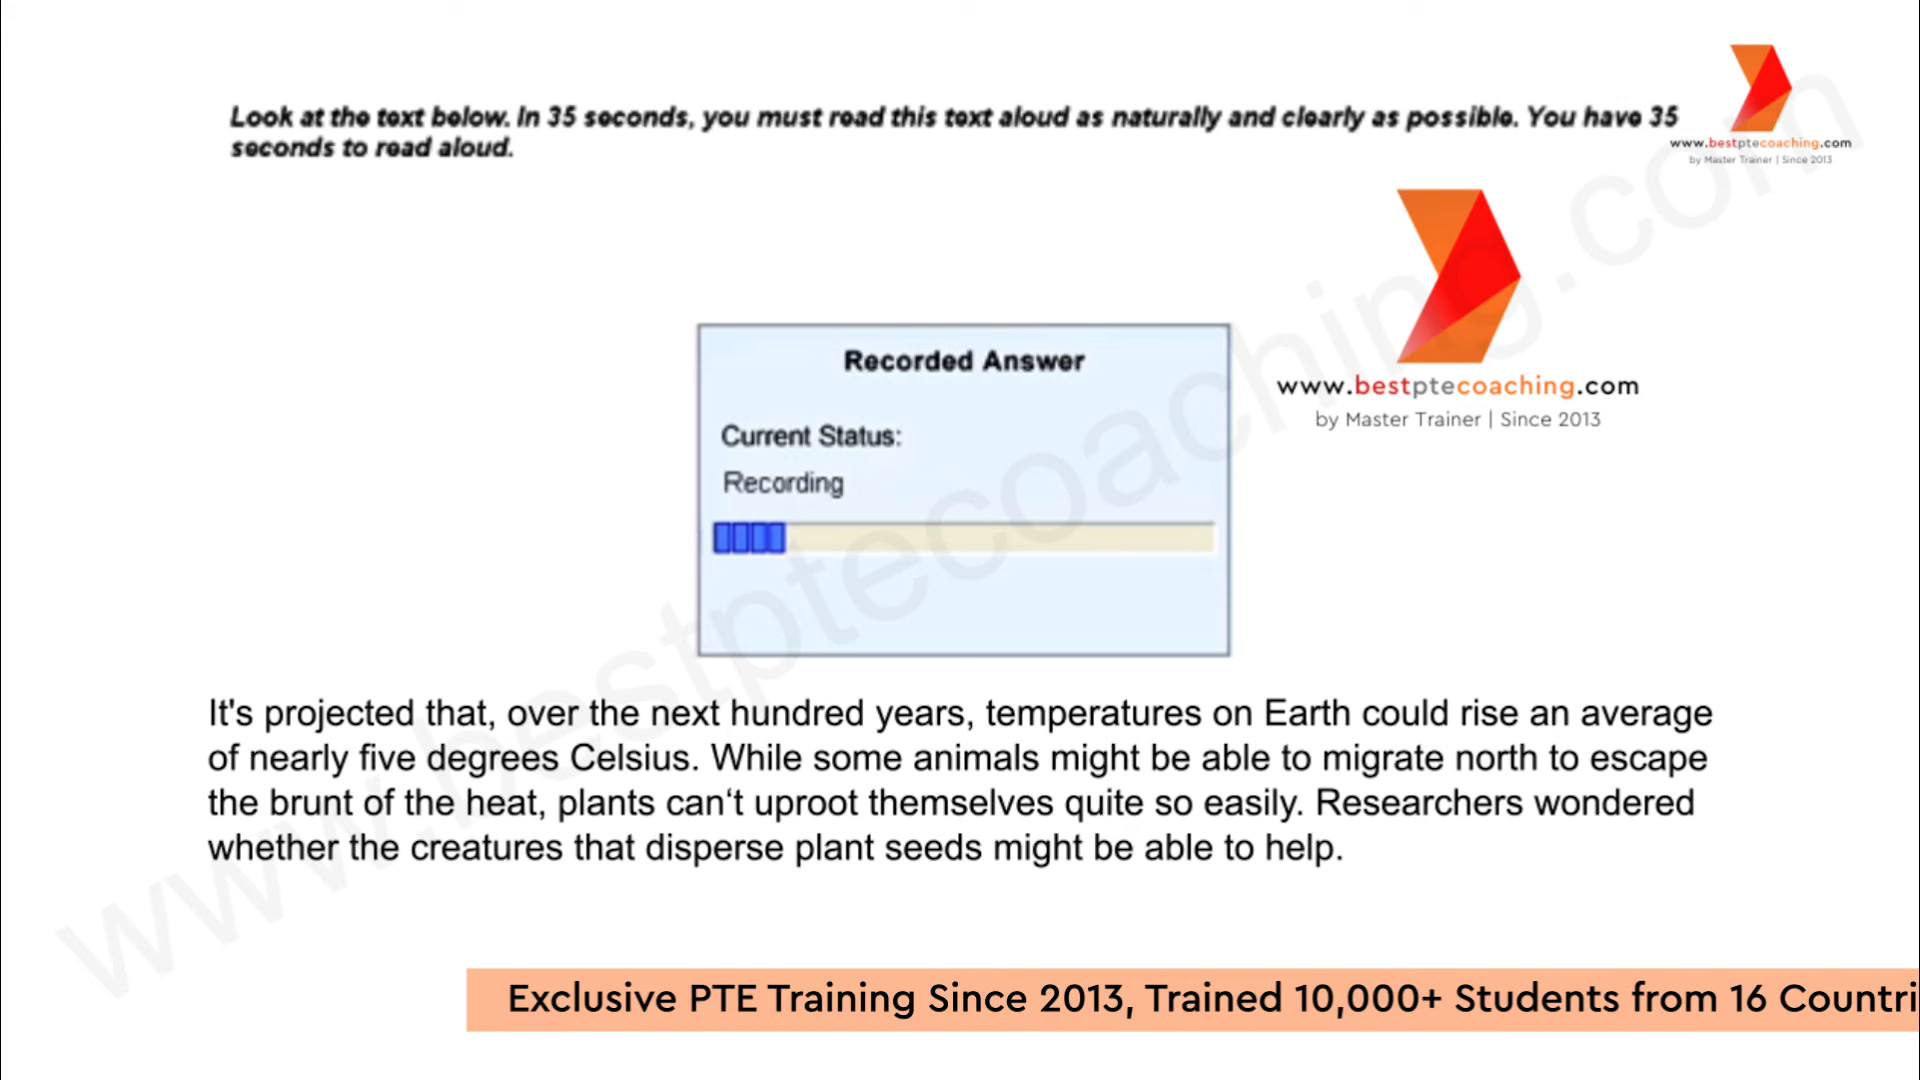 Look at the text below. In 35 seconds, you must read this text aloud as naturally and clearly as possible. You have 35
seconds to read aloud.
www.bestptecoaching.com
by Master Trainer | Since 2013
www.bestptecoaching.com
by Master Trainer | Since 2013
Recorded Answer
Current Status:
Recording
It's projected that, over the next hundred years, temperatures on Earth could rise an average
of nearly five degrees Celsius. While some animals might be able to migrate north to escape
the brunt of the heat, plants can‘t uproot themselves quite so easily. Researchers wondered
whether the creatures that disperse plant seeds might be able to help.
www.bestptecoaching.com
Exclusive PTE Training Since 2013, Trained 10,000+ Students from 16 Countri